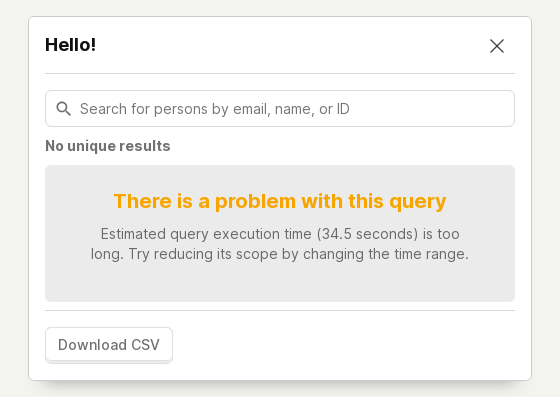 Hello!
Search for persons by email, name, or ID
No unique results
There is a problem with this query
Estimated query execution time (34.5 seconds) is too
long. Try reducing its scope by changing the time range.
Download CSV